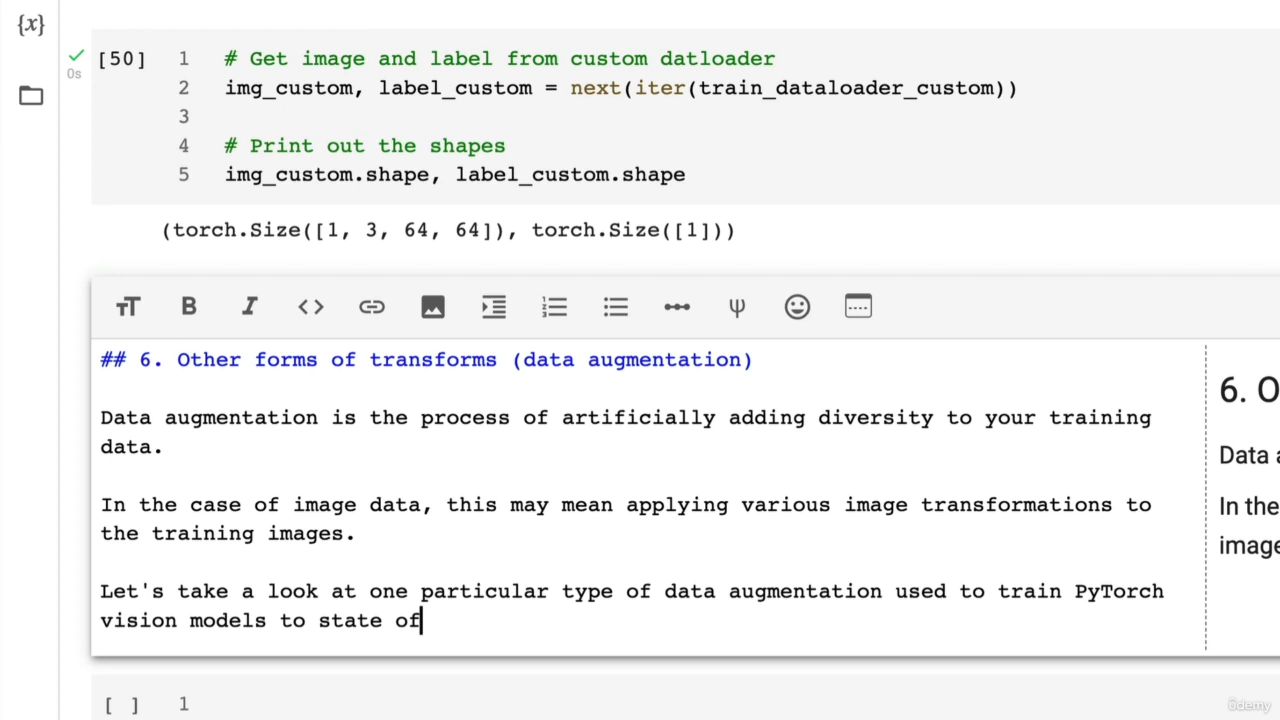 {x}
[50] 1 # Get image and label from custom datloader
0s
2 img_custom, label_custom = next(iter(train_dataloader_custom))
3
4 # Print out the shapes
5 img_custom.shape, label_custom.shape
(torch.Size([1, 3, 64, 64]), torch.Size([1]))
## 6. Other forms of transforms (data augmentation)
Data augmentation is the process of artificially adding diversity to your training
data.
In the case of image data, this may mean applying various image transformations to
the training images.
Let's take a look at one particular type of data augmentation used to train PyTorch
vision models to state of
6. O
Data a
In the
image
[ ] 1
ûdemy